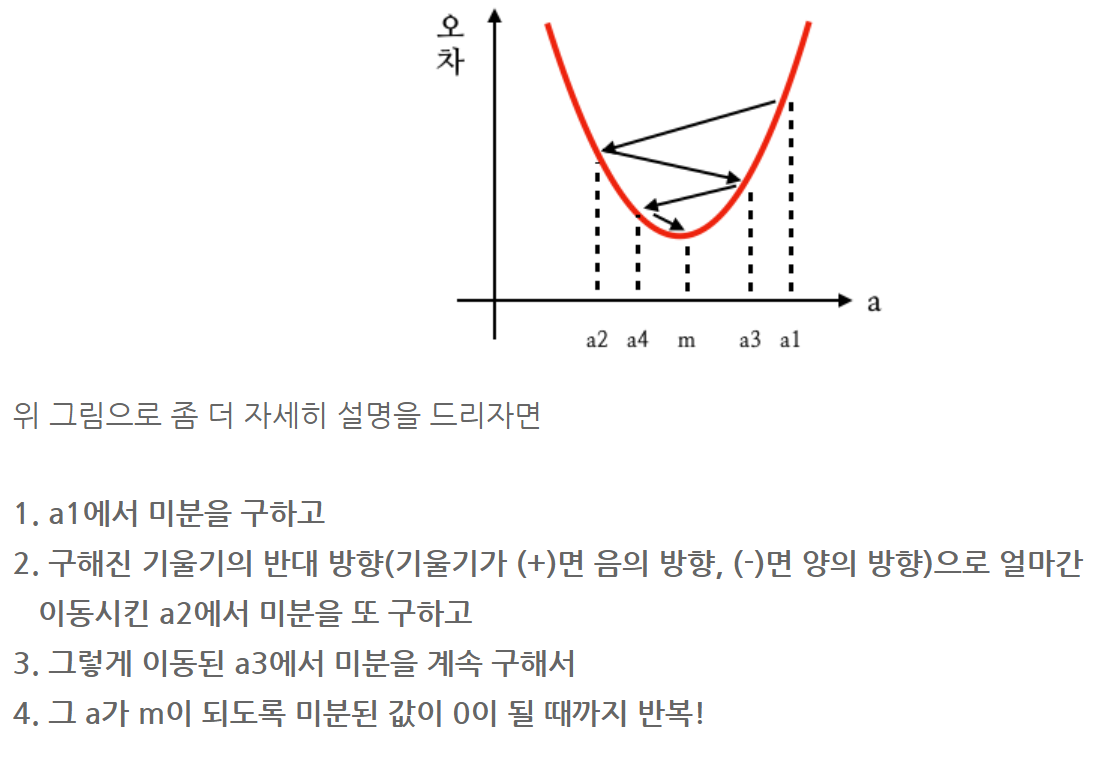 오
차
a
a2 a4 m a3 a1
위 그림으로 좀 더 자세히 설명을 드리자면
1. a1에서 미분을 구하고
2. 구해진 기울기의 반대 방향(기울기가 (+)면 음의 방향, (-)면 양의 방향)으로 얼마간
이동시킨 a2에서 미분을 또 구하고
3. 그렇게 이동된 a3에서 미분을 계속 구해서
4. 그 a가 m이 되도록 미분된 값이 0이 될 때까지 반복!